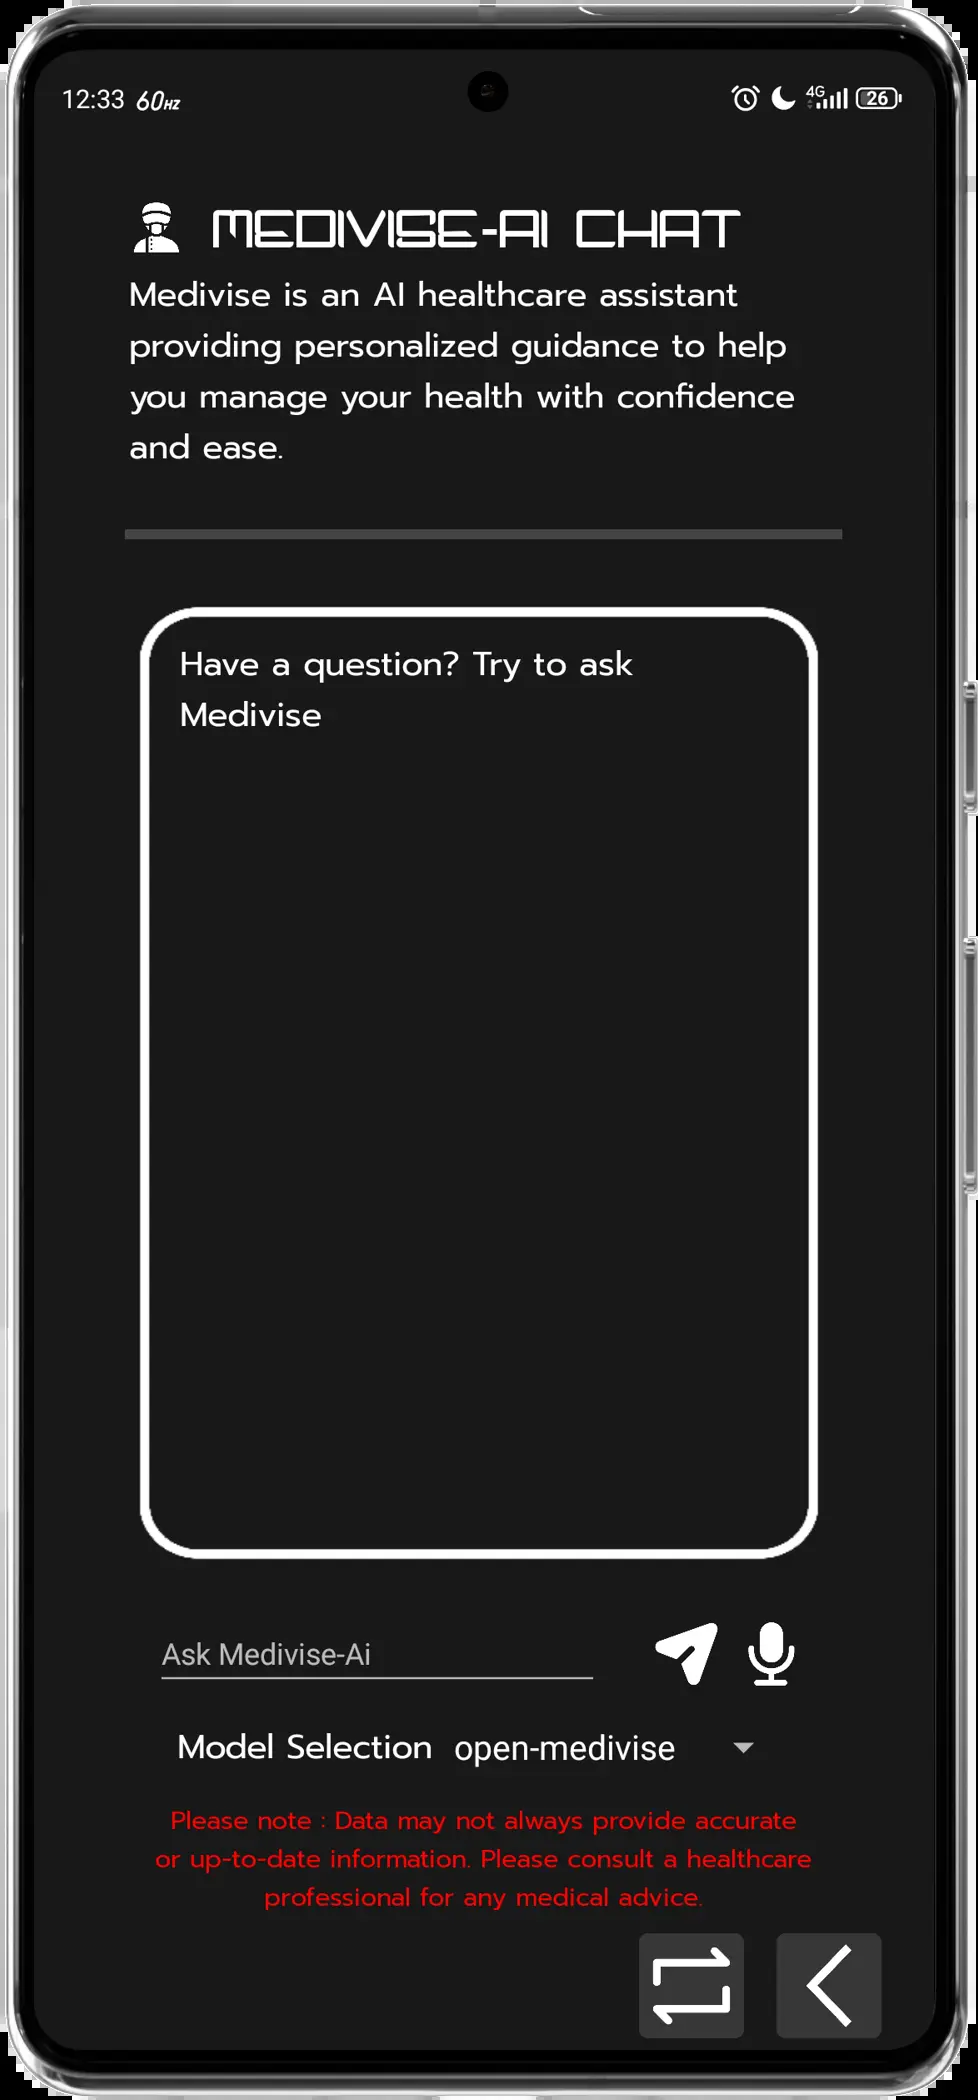 12:33 60HZ 4G 26
MEDIVISE-AI CHAT
Medivise is an AI healthcare assistant
providing personalized guidance to help
you manage your health with confidence
and ease.
Have a question? Try to ask
Medivise
Ask Medivise-Ai
Model Selection open-medivise
Please note : Data may not always provide accurate
or up-to-date information. Please consult a healthcare
professional for any medical advice.